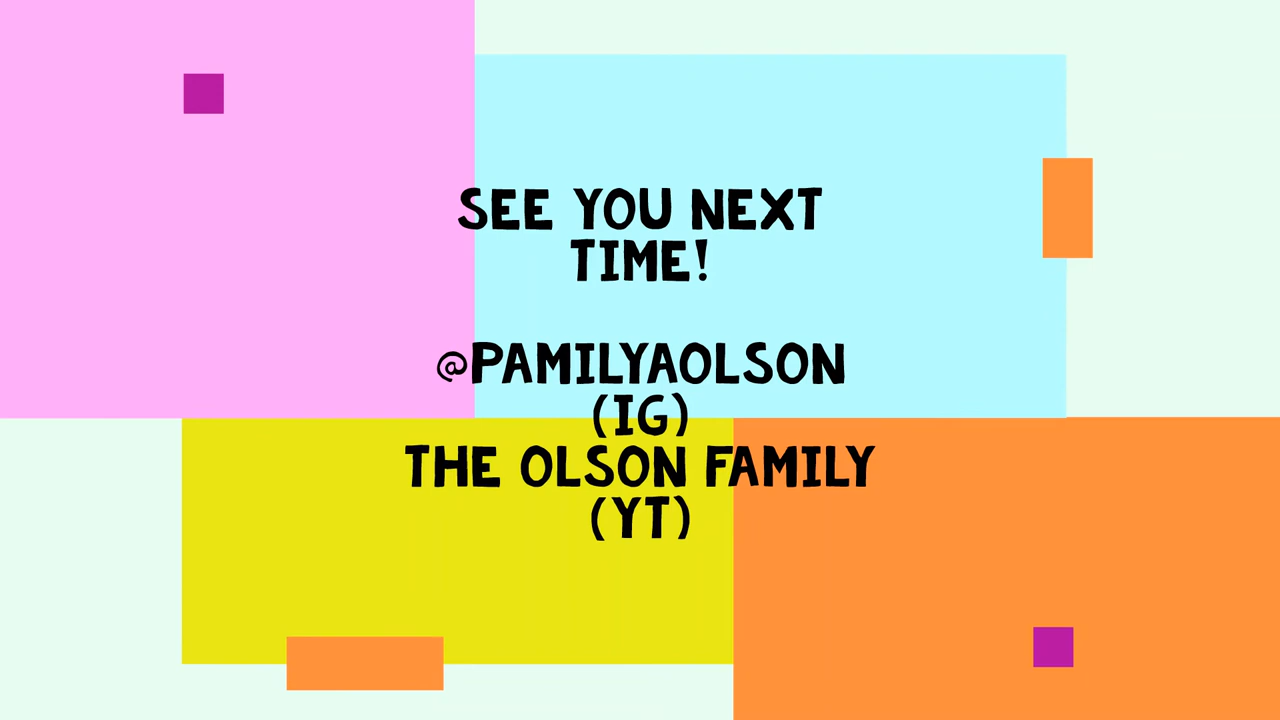 SEE YOU NEXT
TIME!
@PAMILYAOLSON
(IG)
THE OLSON FAMILY
(YT)